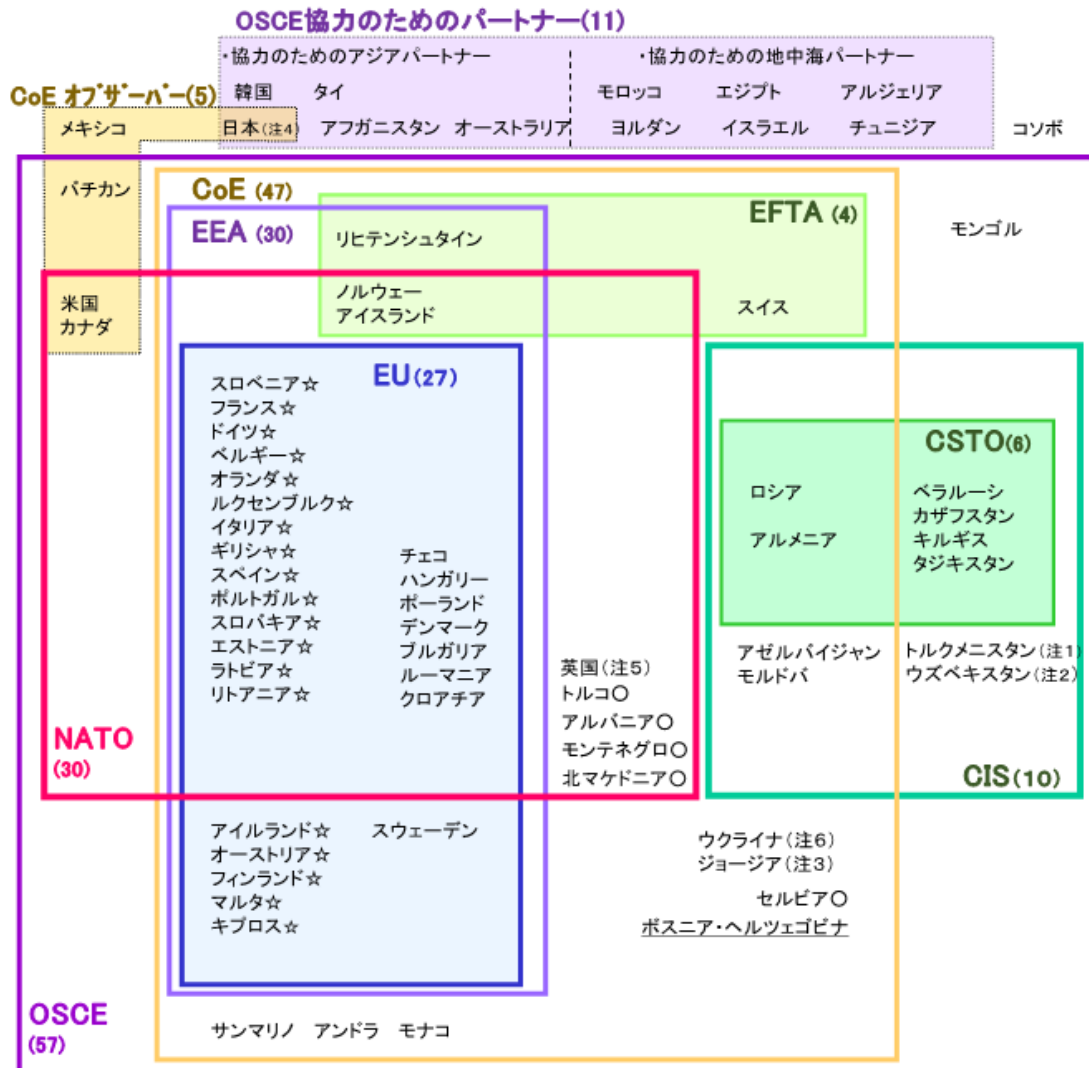 OSCE協力のためのパートナー(11)
・協力のためのアジアパートナー ・協力のための地中海パートナー
CoE オブザーバー(5)
韓国 タイ モロッコ エジプト アルジェリア
メキシコ 日本(注4) アフガニスタン オーストラリア ヨルダン イスラエル チュニジア コソボ
バチカン
CoE (47)
EFTA (4)
EEA (30)
リヒテンシュタイン
モンゴル
米国
カナダ
ノルウェー
アイスランド
スイス
EU(27)
スロベニア☆
フランス☆
ドイツ☆
ベルギー☆
オランダ☆
ルクセンブルク☆
イタリア☆
ギリシャ☆
スペイン☆
ポルトガル☆
スロバキア☆
エストニア☆
ラトビア☆
リトアニア☆
チェコ
ハンガリー
ポーランド
デンマーク
ブルガリア
ルーマニア
クロアチア
英国(注5)
トルコ〇
アルバニア〇
モンテネグロ〇
北マケドニア〇
NATO
(30)
CSTO(6)
ロシア
アルメニア
ベラルーシ
カザフスタン
キルギス
タジキスタン
アゼルバイジャン
モルドバ
トルクメニスタン(注1)
ウズベキスタン(注2)
CIS(10)
アイルランド☆ スウェーデン
オーストリア☆
フィンランド☆
マルタ☆
キプロス☆
ウクライナ(注6)
ジョージア(注3)
セルビア〇
ボスニア・ヘルツェゴビナ
OSCE
(57)
サンマリノ アンドラ モナコ